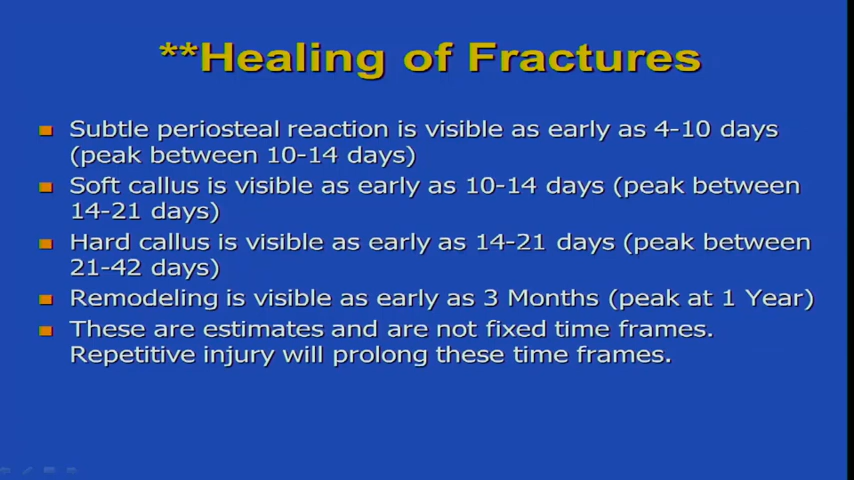 **Healing of Fractures
Subtle periosteal reaction is visible as early as 4-10 days
(peak between 10-14 days)
Soft callus is visible as early as 10-14 days (peak between
14-21 days)
Hard callus is visible as early as 14-21 days (peak between
21-42 days)
Remodeling is visible as early as 3 Months (peak at 1 Year)
These are estimates and are not fixed time frames.
Repetitive injury will prolong these time frames.